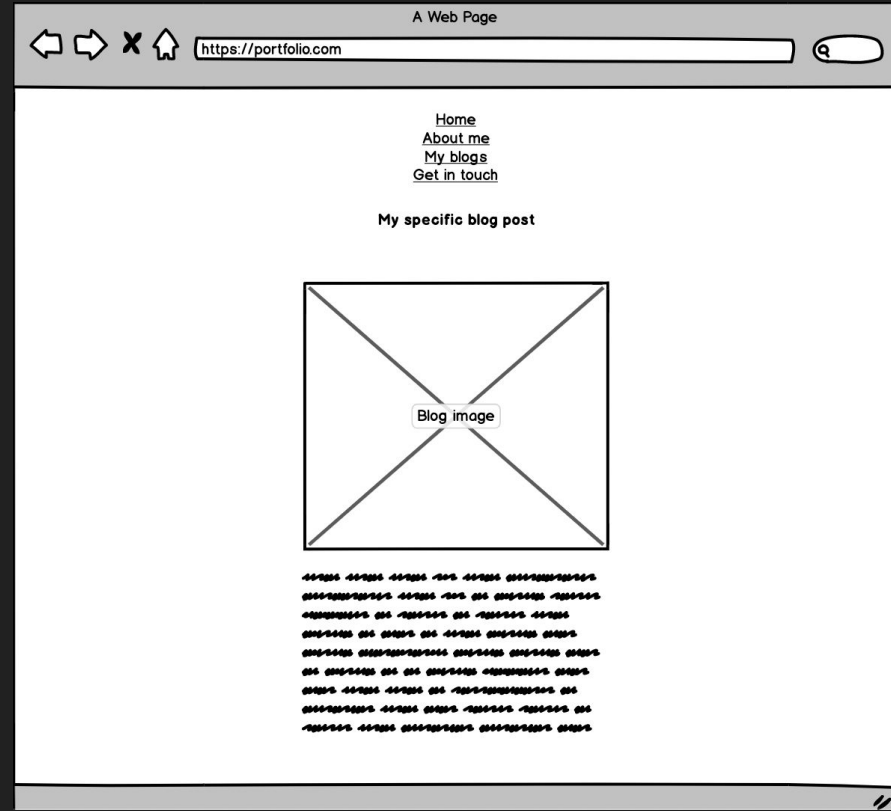 A Web Page
https://portfolio.com
Home
About me
My blogs
Get in touch
My specific blog post
Blog image